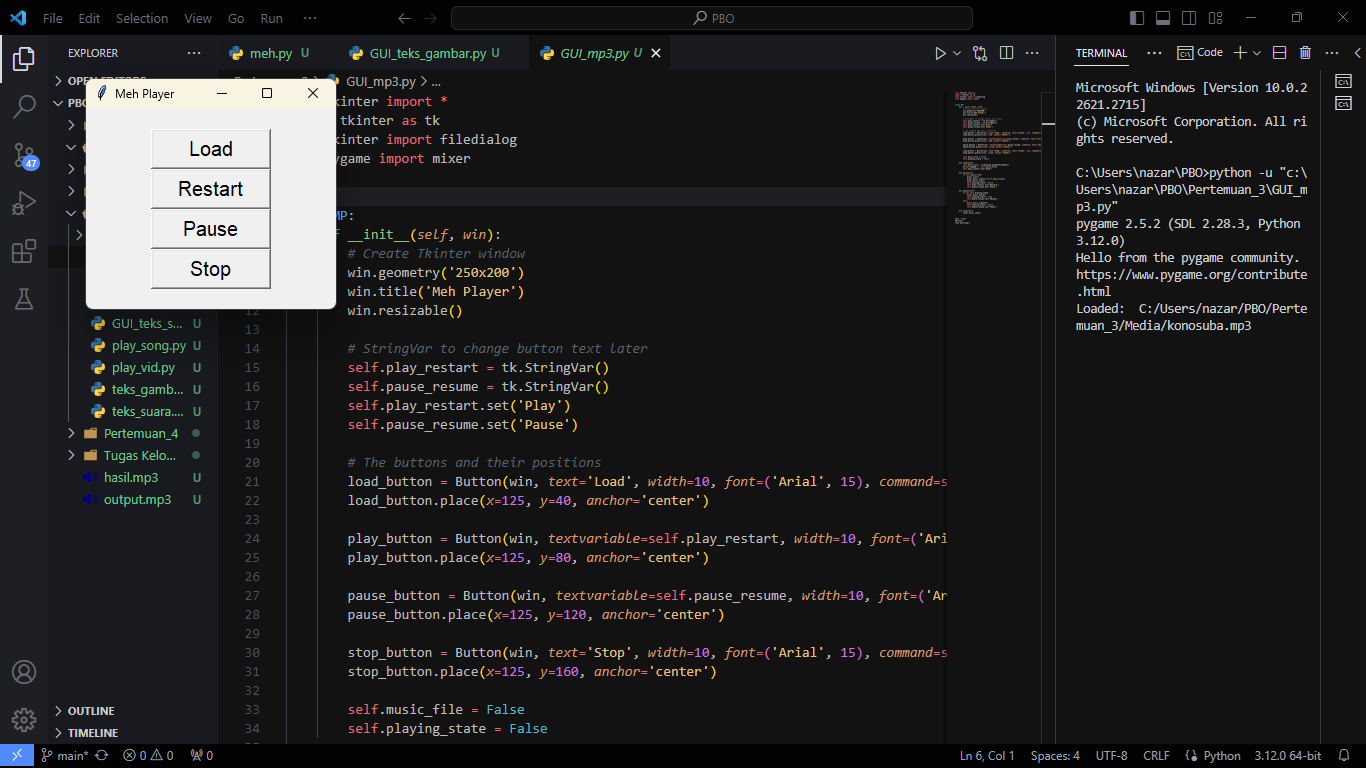 File Edit Selection View Go Run ··· PBO
EXPLORER ···
meh.py U GUI_teks_gambar.py U GUI_mp3.py U
GUI_mp3.py > ...
OPEN EDITORS
PBO
47
GUI_teks_s... U
play_song.py U
play_vid.py U
teks_gamb... U
teks_suara.... U
Pertemuan_4
Tugas Kelo...
hasil.mp3 U
output.mp3 U
OUTLINE
TIMELINE
Meh Player
Load
Restart
Pause
Stop
kinter import *
tkinter as tk
kinter import filedialog
ygame import mixer
MP:
__init__(self, win):
# Create Tkinter window
win.geometry('250x200')
win.title('Meh Player')
12 win.resizable()
13
14 # StringVar to change button text later
15 self.play_restart = tk.StringVar()
16 self.pause_resume = tk.StringVar()
17 self.play_restart.set('Play')
18 self.pause_resume.set('Pause')
19
20 # The buttons and their positions
21 load_button = Button(win, text='Load', width=10, font=('Arial', 15), command=s
22 load_button.place(x=125, y=40, anchor='center')
23
24 play_button = Button(win, textvariable=self.play_restart, width=10, font=('Ari
25 play_button.place(x=125, y=80, anchor='center')
26
27 pause_button = Button(win, textvariable=self.pause_resume, width=10, font=('Ar
28 pause_button.place(x=125, y=120, anchor='center')
29
30 stop_button = Button(win, text='Stop', width=10, font=('Arial', 15), command=s
31 stop_button.place(x=125, y=160, anchor='center')
32
33 self.music_file = False
34 self.playing_state = False
TERMINAL ··· Code
Microsoft Windows [Version 10.0.2
2621.2715]
(c) Microsoft Corporation. All ri
ghts reserved.
C:\Users\nazar\PBO>python -u "c:\
Users\nazar\PBO\Pertemuan_3\GUI_m
p3.py"
pygame 2.5.2 (SDL 2.28.3, Python
3.12.0)
Hello from the pygame community.
https://www.pygame.org/contribute
.html
Loaded:  C:/Users/nazar/PBO/Perte
muan_3/Media/konosuba.mp3
main* 0 0 0 Ln 6, Col 1 Spaces: 4 UTF-8 CRLF Python 3.12.0 64-bit